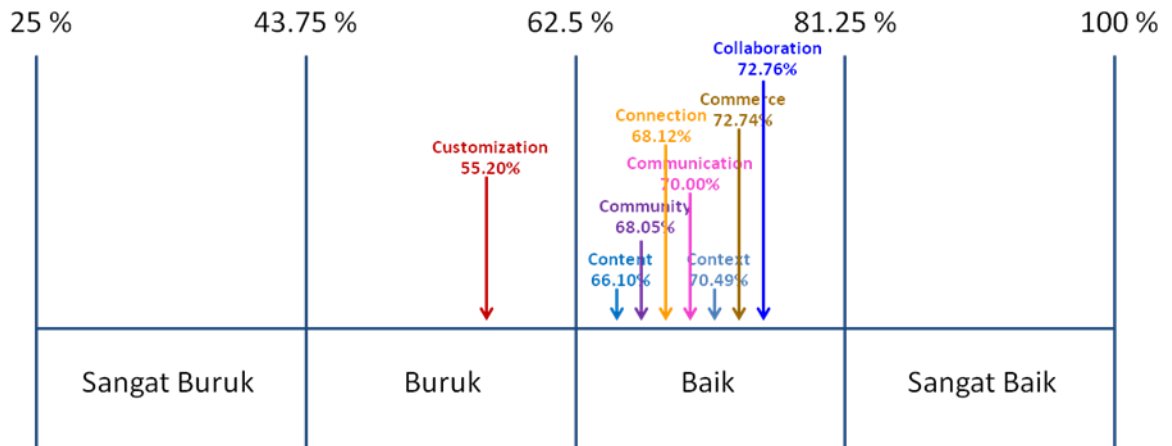 25 % 43.75 % 62.5 % 81.25 % 100 %
Collaboration
72.76%
Commerce
72.74%
Connection
68.12%
Customization
55.20%
Communication
70.00%
Community
68.05%
Content
66.10%
Context
70.49%
Sangat Buruk Buruk Baik Sangat Baik